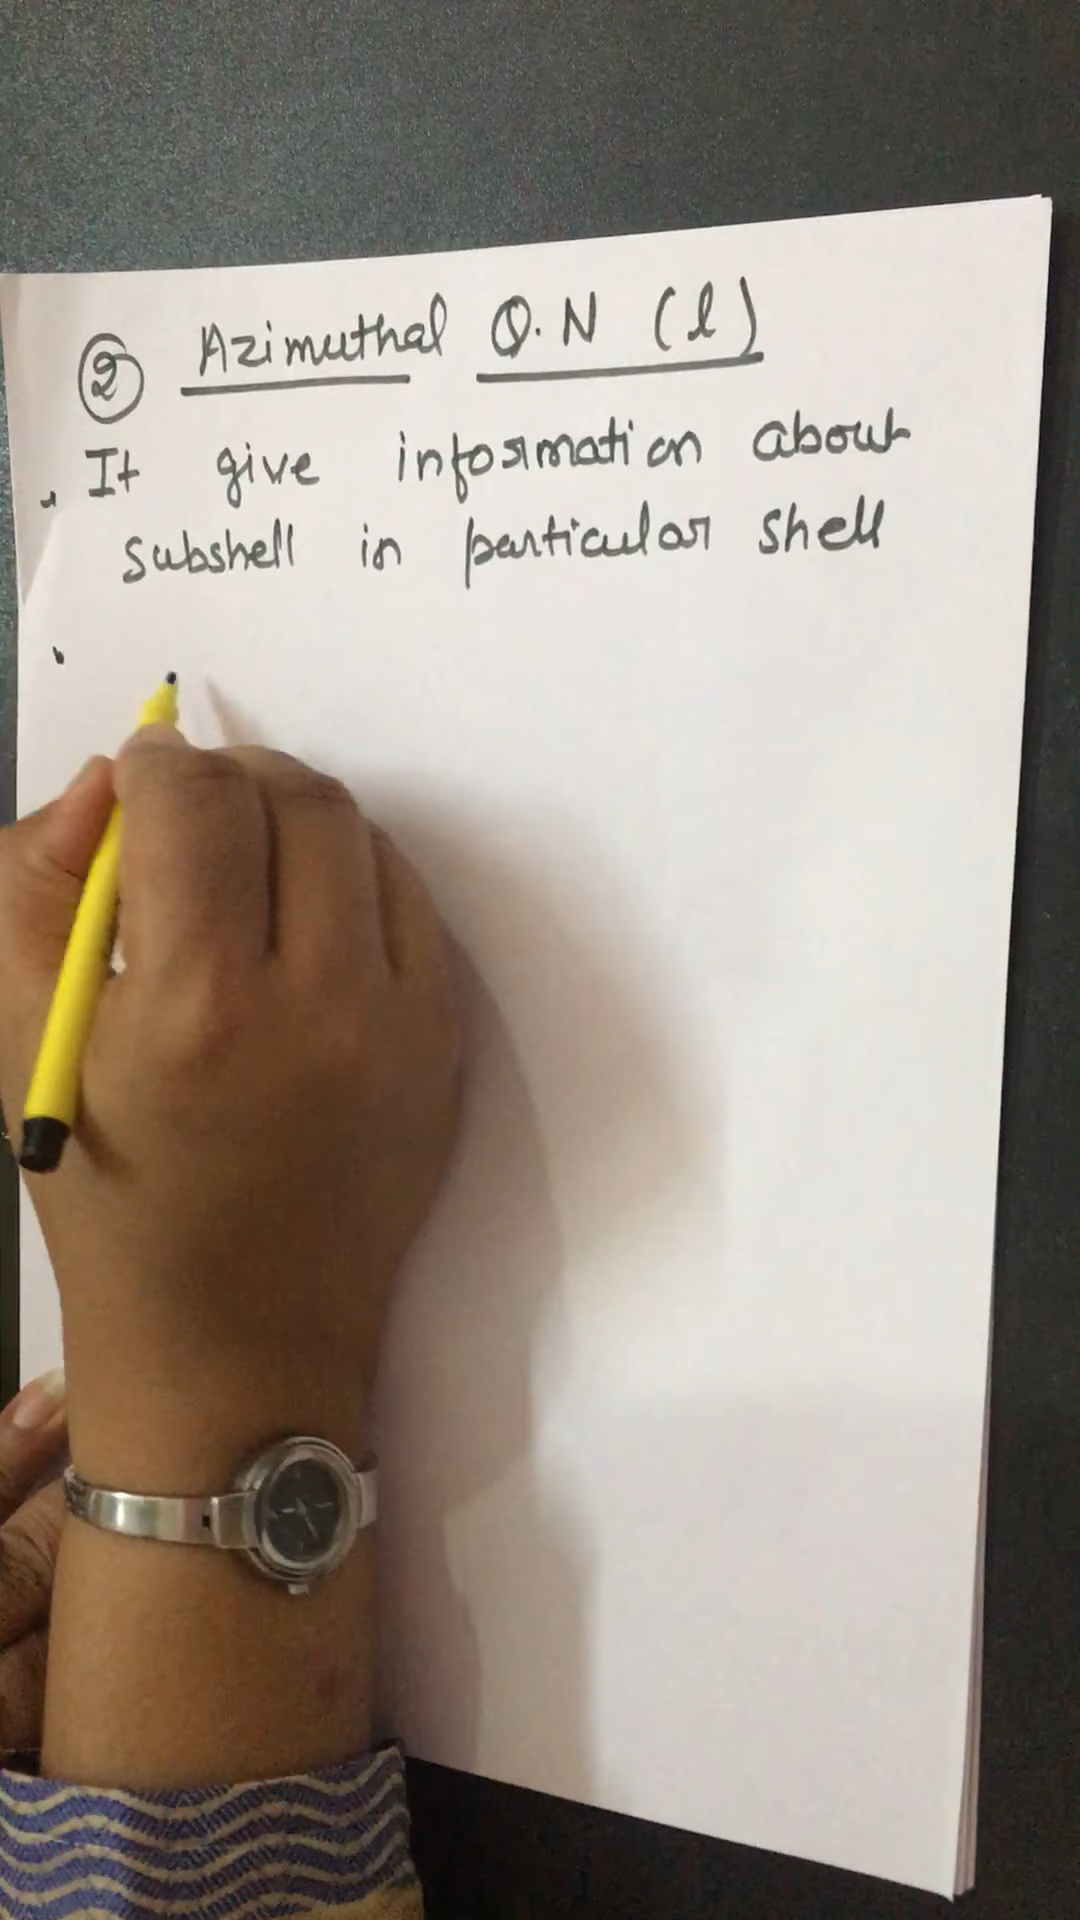 ② Azimuthal Q.N (l)
It give information about
subshell in particular shell